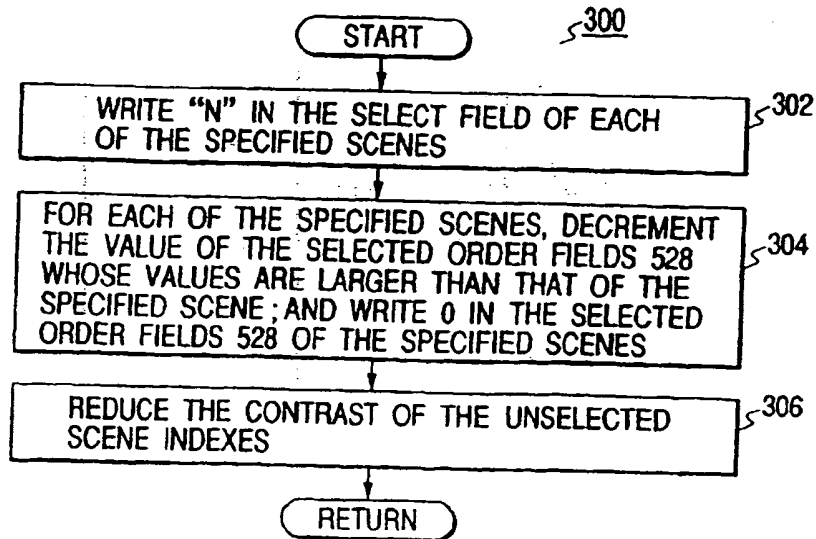 300
START
WRITE "N" IN THE SELECT FIELD OF EACH
OF THE SPECIFIED SCENES
302
FOR EACH OF THE SPECIFIED SCENES, DECREMENT
THE VALUE OF THE SELECTED ORDER FIELDS 528
WHOSE VALUES ARE LARGER THAN THAT OF THE
SPECIFIED SCENE; AND WRITE 0 IN THE SELECTED
ORDER FIELDS 528 OF THE SPECIFIED SCENES
304
REDUCE THE CONTRAST OF THE UNSELECTED
SCENE INDEXES
306
RETURN